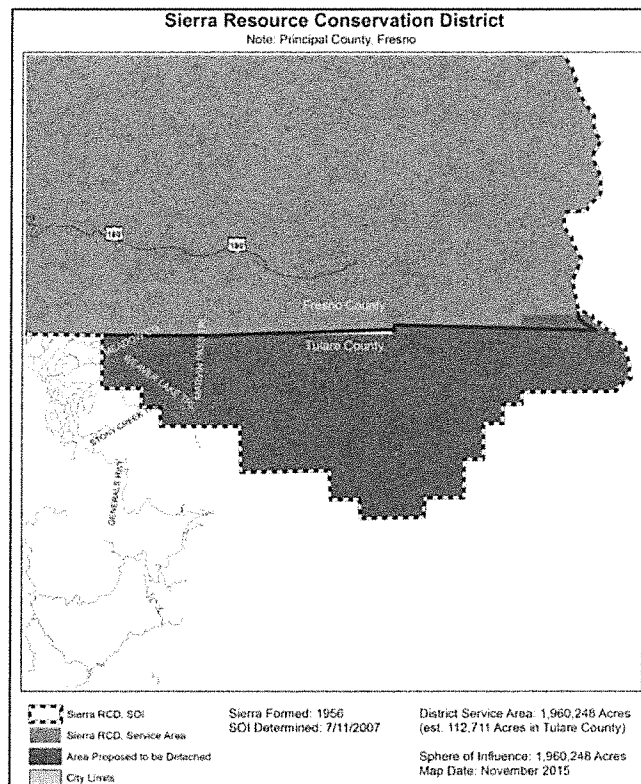 Sierra Resource Conservation District
Note: Principal County, Fresno
180
180
Fresno County
Tulare County
STONY CREEK
GENERALS HWY
Sierra RCD, SOI
Sierra RCD, Service Area
Area Proposed to be Detached
City Limits
Sierra Formed: 1956
SOI Determined: 7/11/2007
District Service Area: 1,960,248 Acres
(est. 112,711 Acres in Tulare County)
Sphere of Influence: 1,960,248 Acres
Map Date: November 2015